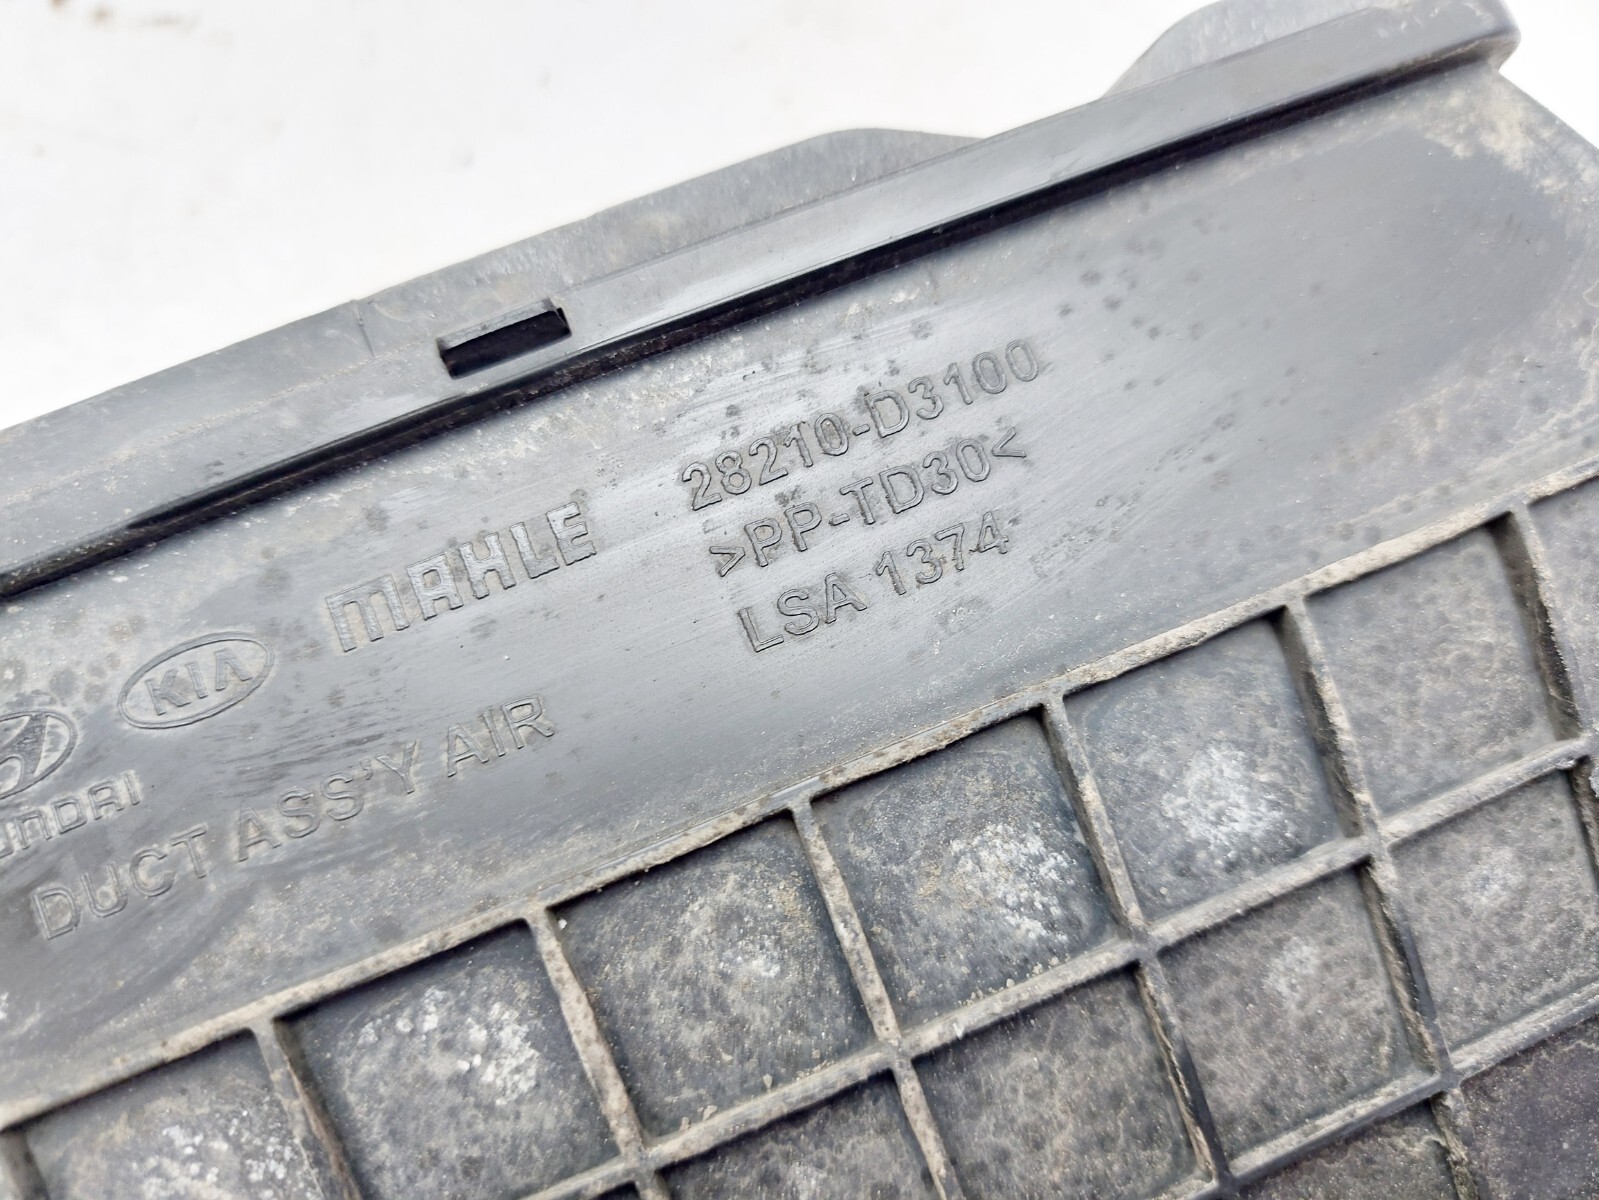 28210-D3100
>PP-TD30<
LSA 1374
MAHLE
KIA
DUCT ASS'Y AIR